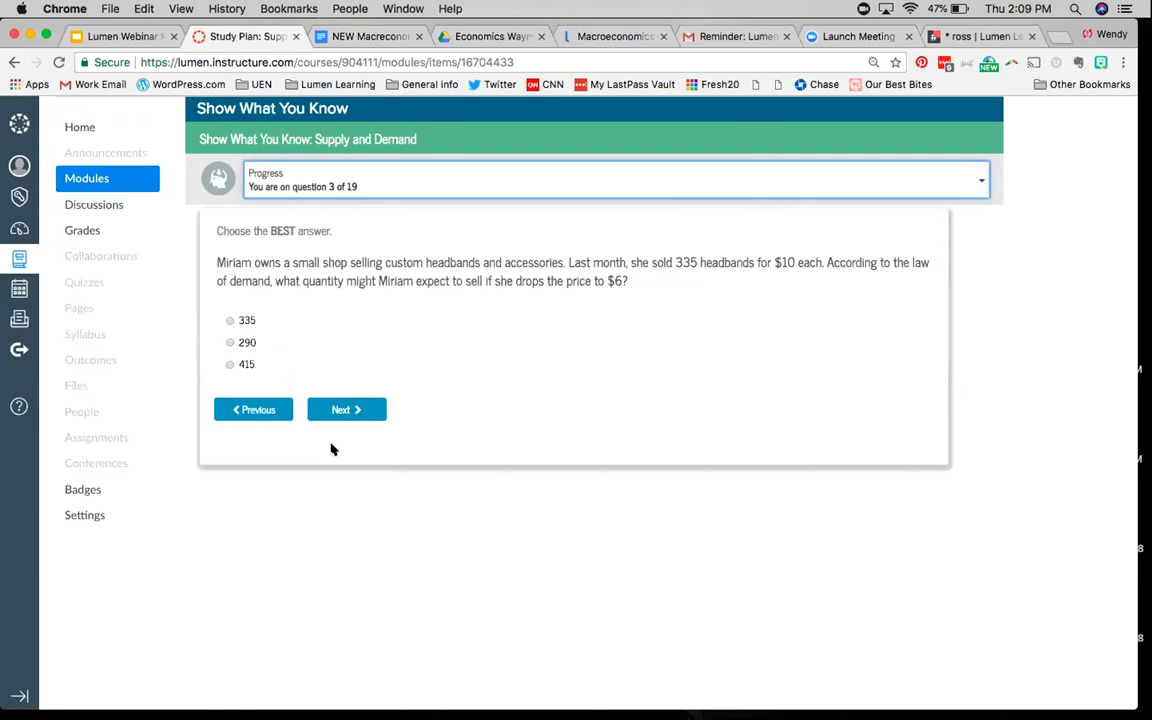 Chrome File Edit View History Bookmarks People Window Help 47% Thu 2:09 PM
Lumen Webinar Study Plan: Supp NEW Macrecon Economics Waym Macroeconomics Reminder: Lumen Launch Meeting * ross | Lumen Le Wendy
Secure https://lumen.instructure.com/courses/904111/modules/items/16704433
Apps Work Email WordPress.com UEN Lumen Learning General info Twitter CNN My LastPass Vault Fresh20 Chase Our Best Bites Other Bookmarks
Show What You Know
Home
Show What You Know: Supply and Demand
Announcements
Progress
Modules
You are on question 3 of 19
Discussions
Grades
Choose the BEST answer.
Collaborations
Miriam owns a small shop selling custom headbands and accessories. Last month, she sold 335 headbands for $10 each. According to the law
of demand, what quantity might Miriam expect to sell if she drops the price to $6?
Quizzes
Pages
335
Syllabus
290
Outcomes
415
Files
People
Previous Next
Assignments
Conferences
Badges
Settings